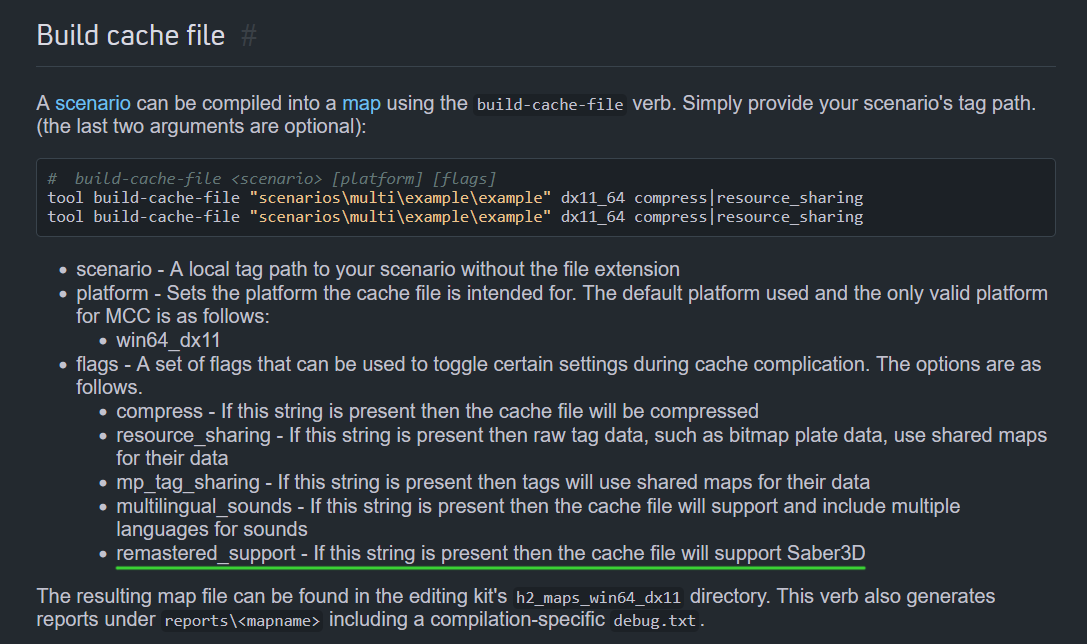 Build cache file #
A scenario can be compiled into a map using the build-cache-file verb. Simply provide your scenario's tag path.
(the last two arguments are optional):
# build-cache-file <scenario> [platform] [flags]
tool build-cache-file "scenarios\multi\example\example" dx11_64 compress|resource_sharing
tool build-cache-file "scenarios\multi\example\example" dx11_64 compress|resource_sharing
• scenario - A local tag path to your scenario without the file extension
• platform - Sets the platform the cache file is intended for. The default platform used and the only valid platform
for MCC is as follows:
• win64_dx11
• flags - A set of flags that can be used to toggle certain settings during cache complication. The options are as
follows.
• compress - If this string is present then the cache file will be compressed
• resource_sharing - If this string is present then raw tag data, such as bitmap plate data, use shared maps
for their data
• mp_tag_sharing - If this string is present then tags will use shared maps for their data
• multilingual_sounds - If this string is present then the cache file will support and include multiple
languages for sounds
• remastered_support - If this string is present then the cache file will support Saber3D
The resulting map file can be found in the editing kit's h2_maps_win64_dx11 directory. This verb also generates
reports under reports\<mapname> including a compilation-specific debug.txt.